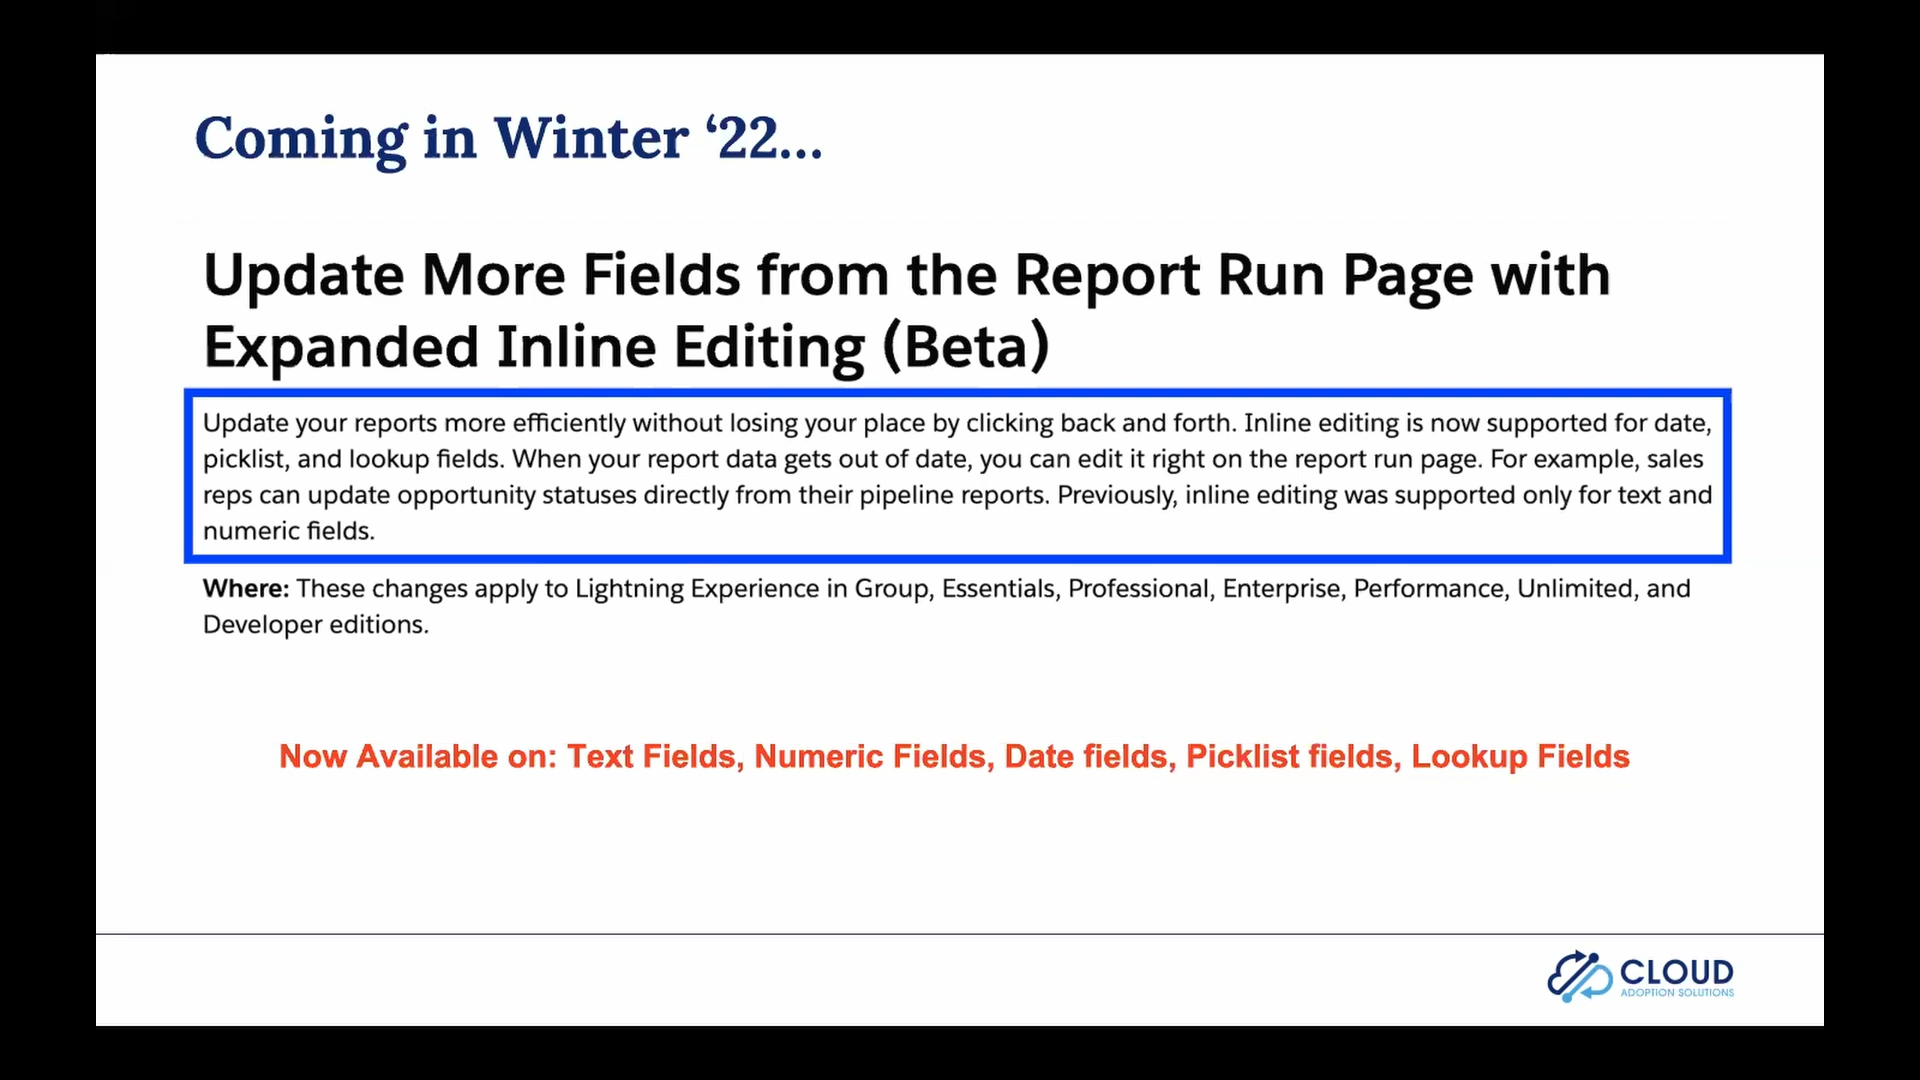 Coming in Winter ‘22...
Update More Fields from the Report Run Page with
Expanded Inline Editing (Beta)
Update your reports more efficiently without losing your place by clicking back and forth. Inline editing is now supported for date,
picklist, and lookup fields. When your report data gets out of date, you can edit it right on the report run page. For example, sales
reps can update opportunity statuses directly from their pipeline reports. Previously, inline editing was supported only for text and
numeric fields.
Where: These changes apply to Lightning Experience in Group, Essentials, Professional, Enterprise, Performance, Unlimited, and
Developer editions.
Now Available on: Text Fields, Numeric Fields, Date fields, Picklist fields, Lookup Fields
CLOUD
ADOPTION SOLUTIONS